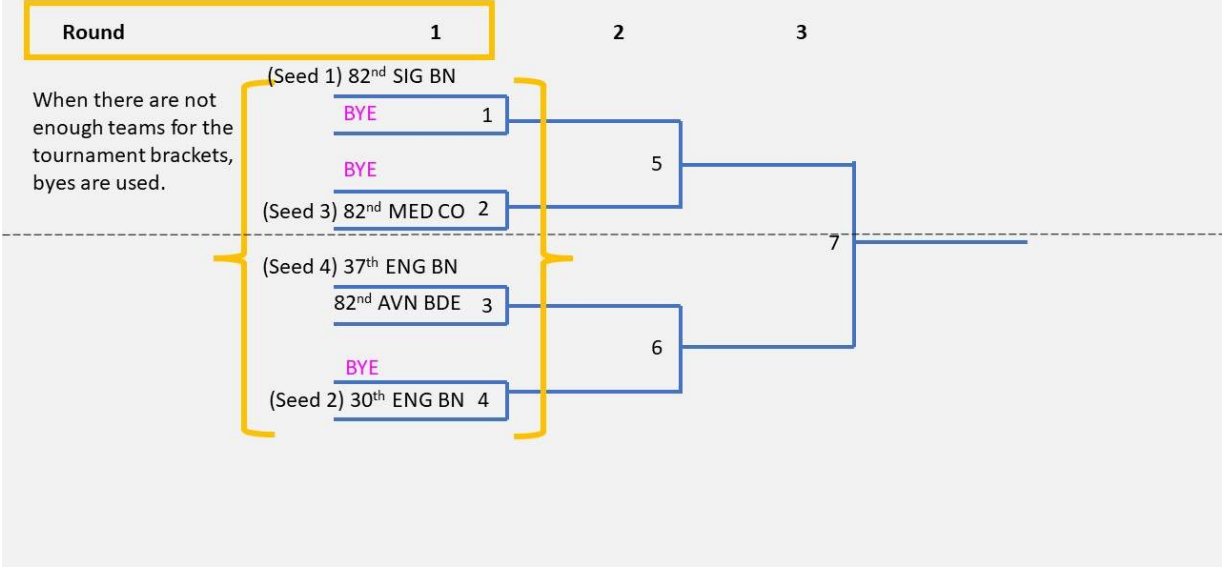 Round 1 2 3
(Seed 1) 82nd SIG BN
When there are not
enough teams for the
tournament brackets,
byes are used.
BYE 1
BYE
5
(Seed 3) 82nd MED CO 2
7
(Seed 4) 37th ENG BN
82nd AVN BDE 3
6
BYE
(Seed 2) 30th ENG BN 4